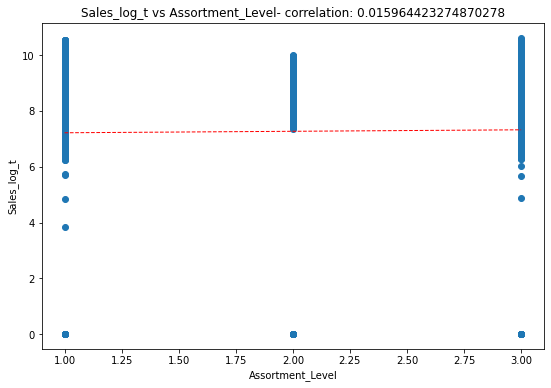 Sales_log_t vs Assortment_Level- correlation: 0.015964423274870278
10
8
6
4
2
0
Sales_log_t
1.00 1.25 1.50 1.75 2.00 2.25 2.50 2.75 3.00
Assortment_Level